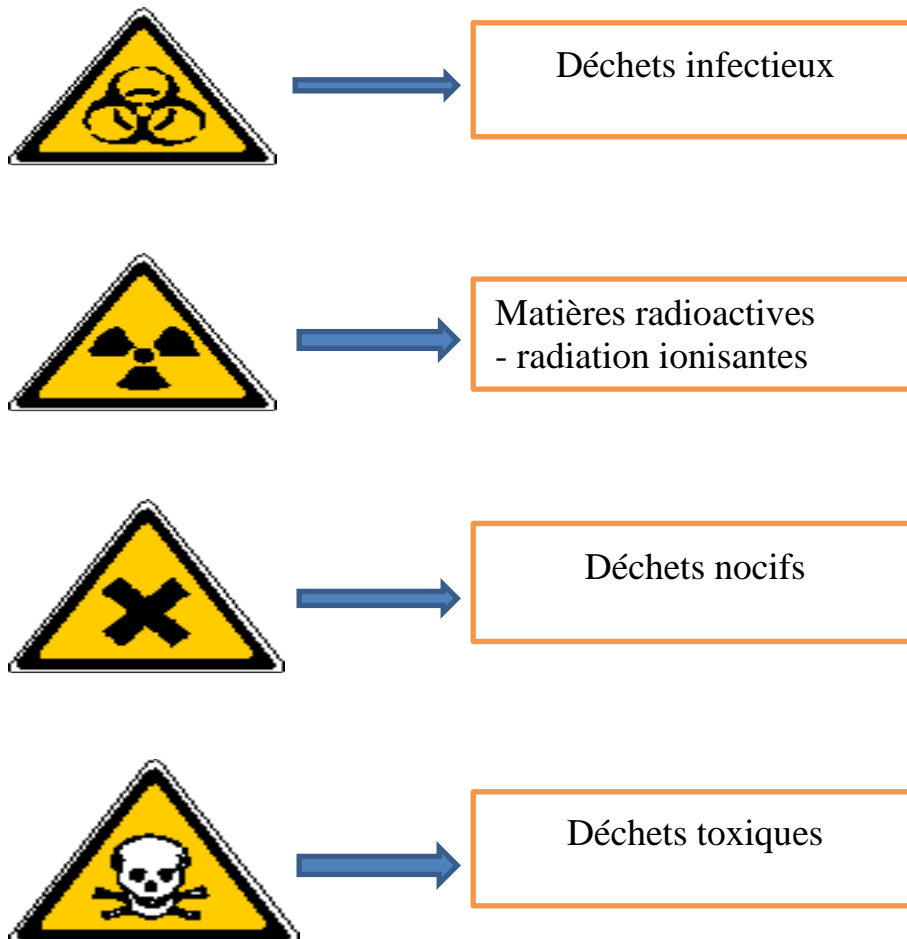 Déchets infectieux
Matières radioactives
- radiation ionisantes
Déchets nocifs
Déchets toxiques